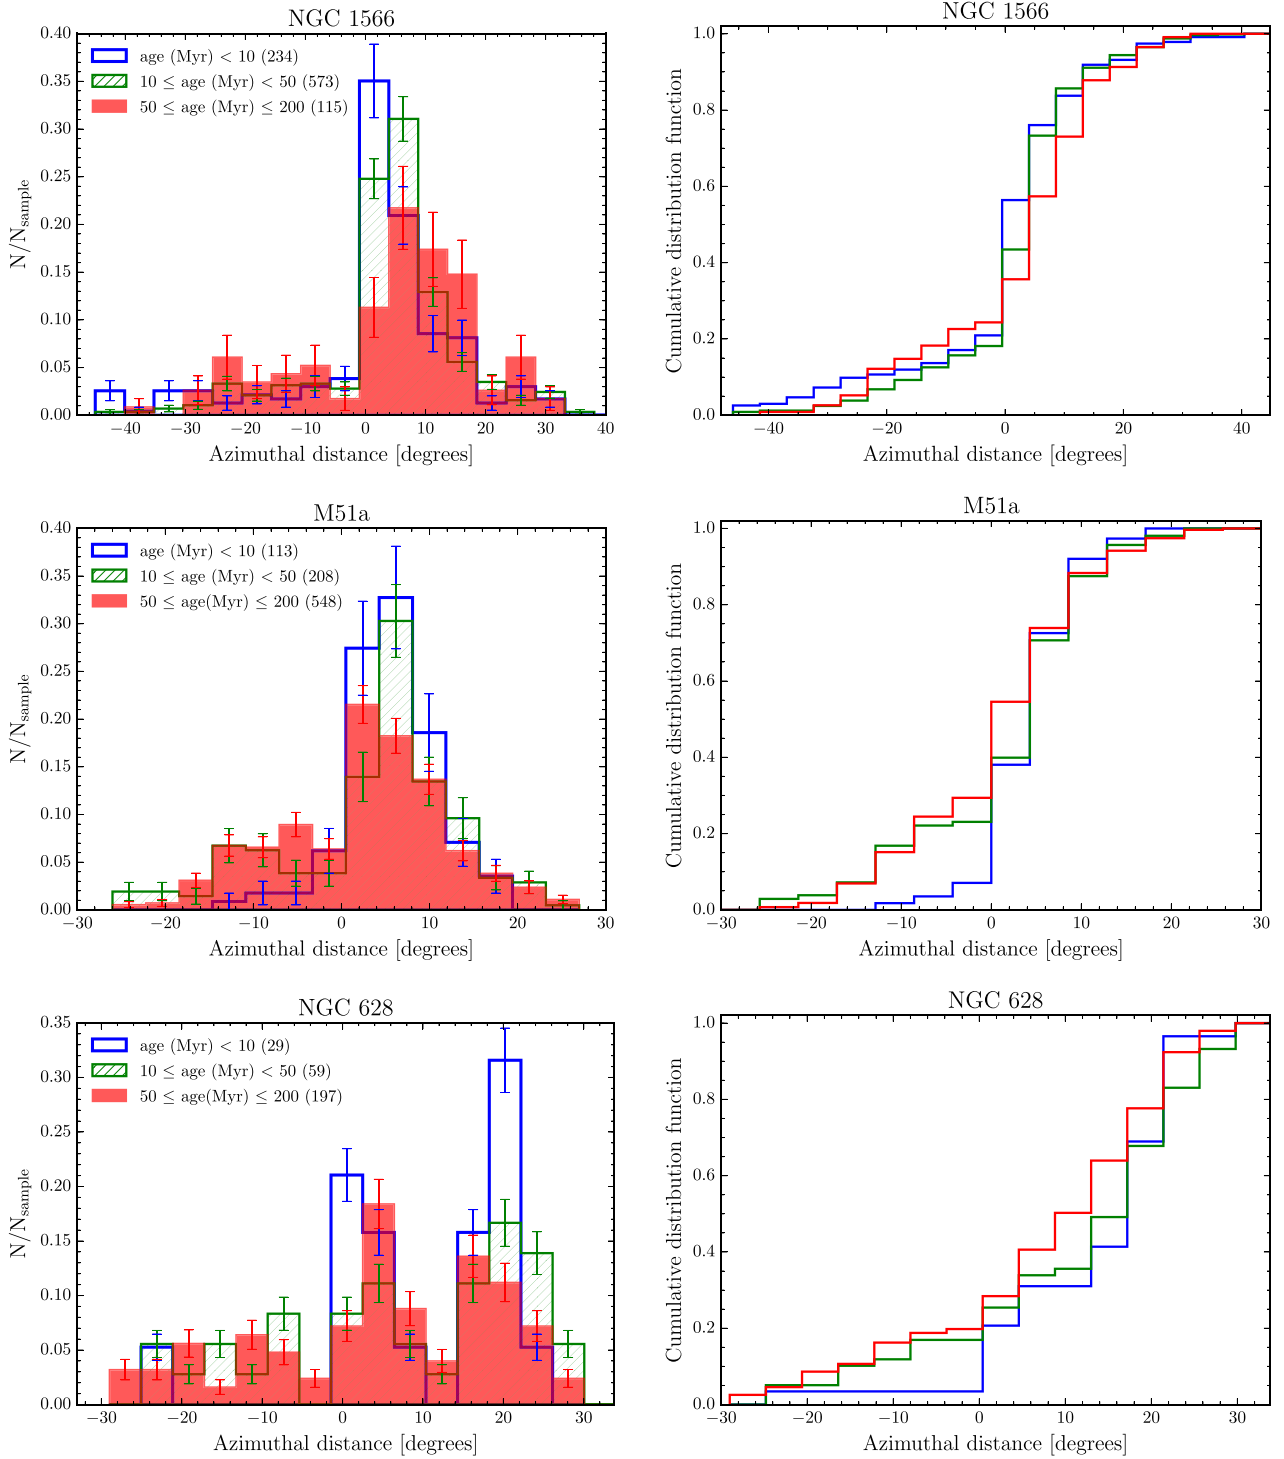 NGC 1566
0.40
0.35
0.30
0.25
0.20
0.15
0.10
0.05
0.00
N/N_sample
age (Myr) < 10 (234)
10 ≤ age (Myr) < 50 (573)
50 ≤ age (Myr) ≤ 200 (115)
−40 −30 −20 −10 0 10 20 30 40
Azimuthal distance [degrees]
NGC 1566
1.0
0.8
0.6
0.4
0.2
0.0
Cumulative distribution function
−40 −20 0 20 40
Azimuthal distance [degrees]
M51a
0.40
0.35
0.30
0.25
0.20
0.15
0.10
0.05
0.00
N/N_sample
age (Myr) < 10 (113)
10 ≤ age (Myr) < 50 (208)
50 ≤ age(Myr) ≤ 200 (548)
−30 −20 −10 0 10 20 30
Azimuthal distance [degrees]
M51a
1.0
0.8
0.6
0.4
0.2
0.0
Cumulative distribution function
−30 −20 −10 0 10 20 30
Azimuthal distance [degrees]
NGC 628
0.35
0.30
0.25
0.20
0.15
0.10
0.05
0.00
N/N_sample
age (Myr) < 10 (29)
10 ≤ age (Myr) < 50 (59)
50 ≤ age(Myr) ≤ 200 (197)
−30 −20 −10 0 10 20 30
Azimuthal distance [degrees]
NGC 628
1.0
0.8
0.6
0.4
0.2
0.0
Cumulative distribution function
−30 −20 −10 0 10 20 30
Azimuthal distance [degrees]